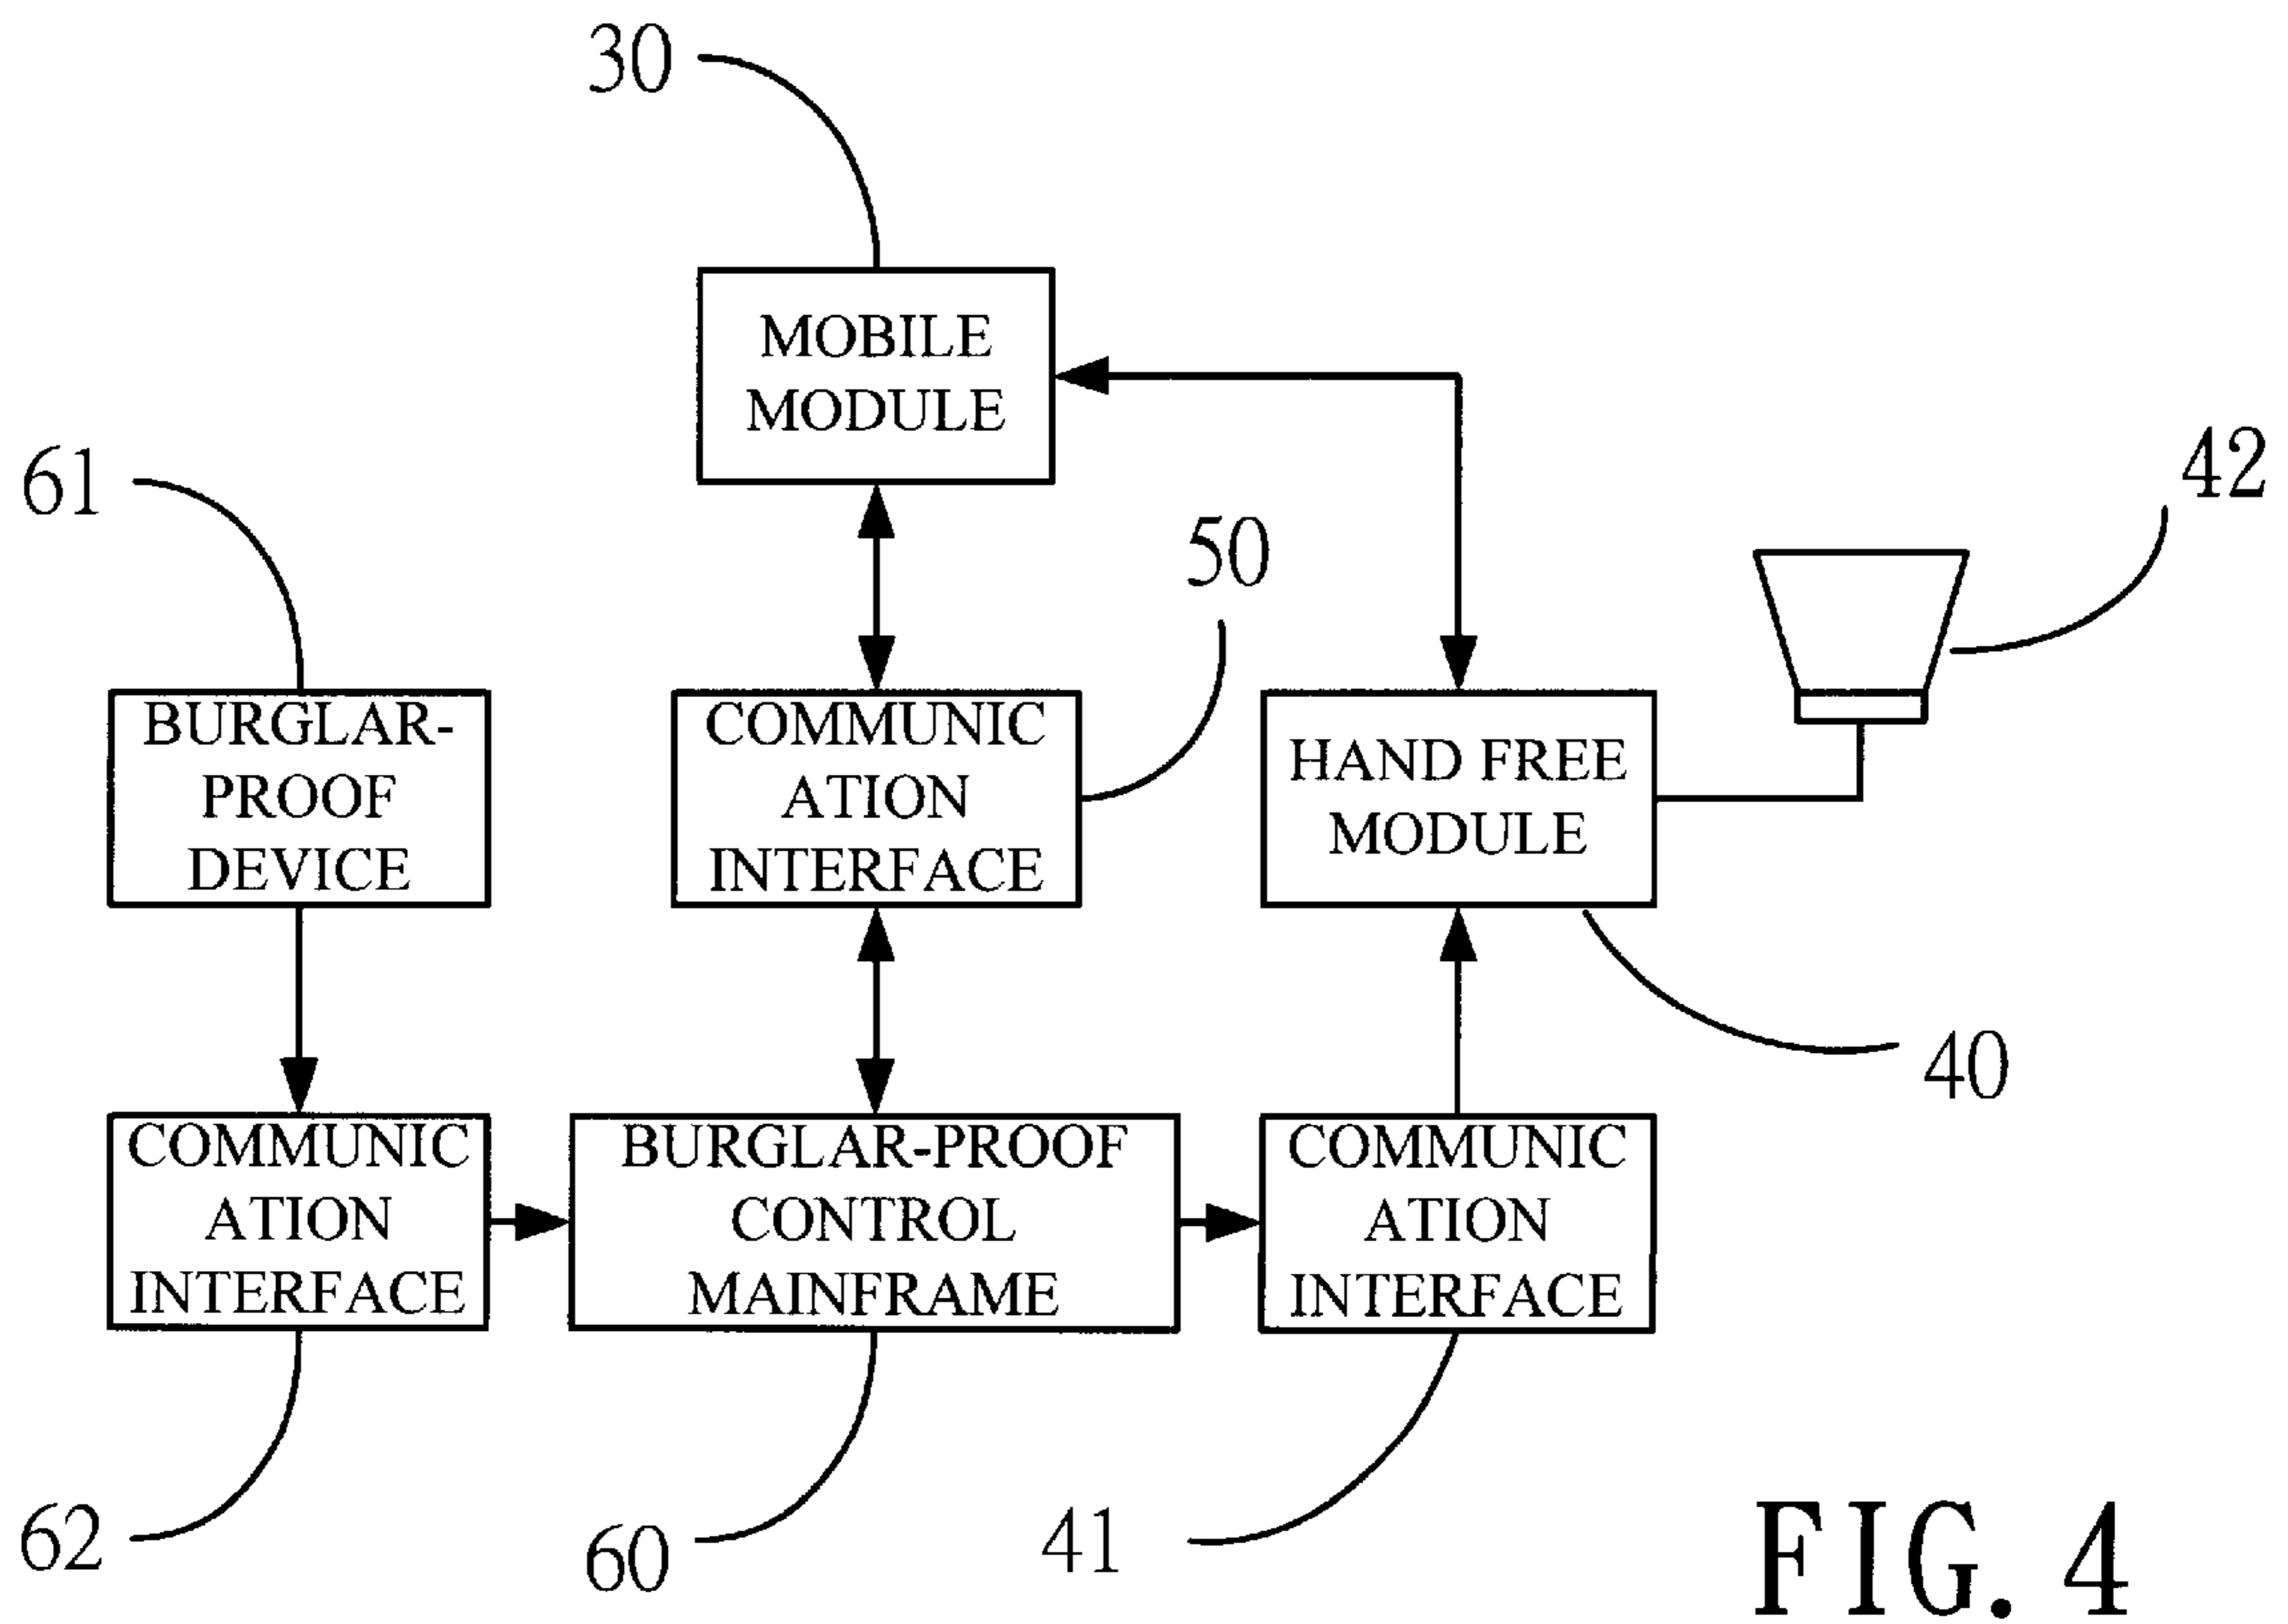 30
MOBILE
MODULE
61
50
42
BURGLAR-
PROOF
DEVICE
COMMUNIC
ATION
INTERFACE
HAND FREE
MODULE
40
COMMUNIC
ATION
INTERFACE
BURGLAR-PROOF
CONTROL
MAINFRAME
COMMUNIC
ATION
INTERFACE
62
60
41
FIG. 4